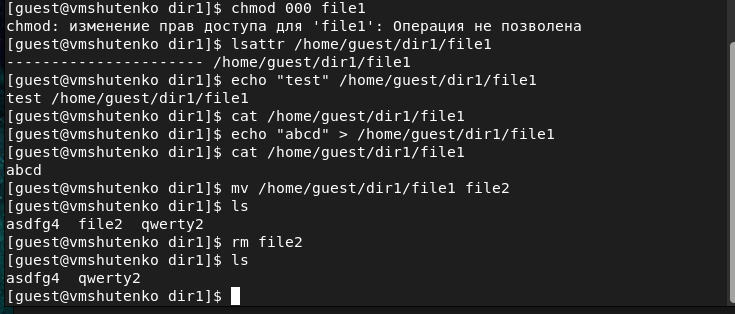 [guest@vmshutenko dir1]$ chmod 000 file1
chmod: изменение прав доступа для 'file1': Операция не позволена
[guest@vmshutenko dir1]$ lsattr /home/guest/dir1/file1
---------------------- /home/guest/dir1/file1
[guest@vmshutenko dir1]$ echo "test" /home/guest/dir1/file1
test /home/guest/dir1/file1
[guest@vmshutenko dir1]$ cat /home/guest/dir1/file1
[guest@vmshutenko dir1]$ echo "abcd" > /home/guest/dir1/file1
[guest@vmshutenko dir1]$ cat /home/guest/dir1/file1
abcd
[guest@vmshutenko dir1]$ mv /home/guest/dir1/file1 file2
[guest@vmshutenko dir1]$ ls
asdfg4  file2  qwerty2
[guest@vmshutenko dir1]$ rm file2
[guest@vmshutenko dir1]$ ls
asdfg4  qwerty2
[guest@vmshutenko dir1]$